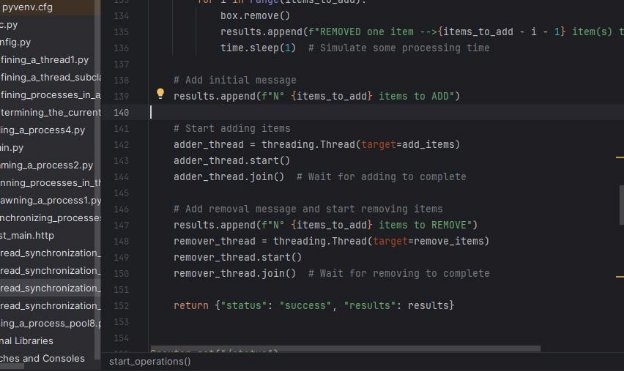 pyvenv.cfg
c.py
nfig.py
fining_a_thread1.py
fining_a_thread_subcla
fining_processes_in_a
termining_the_current
ling_a_process4.py
in.py
ming_a_process2.py
nning_processes_in_th
awning_a_process1.py
nchronizing_processes
st_main.http
read_synchronization_
read_synchronization_
read_synchronization_
read_synchronization_
ing_a_process_pool8.p
nal Libraries
ches and Consoles
134 for i in range(items_to_add):
135 box.remove()
135 results.append(f"REMOVED one item -->{items_to_add - i - 1} item(s) t
136 time.sleep(1) # Simulate some processing time
137
138 # Add initial message
139 results.append(f"N° {items_to_add} items to ADD")
140
141 # Start adding items
142 adder_thread = threading.Thread(target=add_items)
143 adder_thread.start()
144 adder_thread.join() # Wait for adding to complete
145
146 # Add removal message and start removing items
147 results.append(f"N° {items_to_add} items to REMOVE")
148 remover_thread = threading.Thread(target=remove_items)
149 remover_thread.start()
150 remover_thread.join() # Wait for removing to complete
151
152 return {"status": "success", "results": results}
153
154
start_operations()